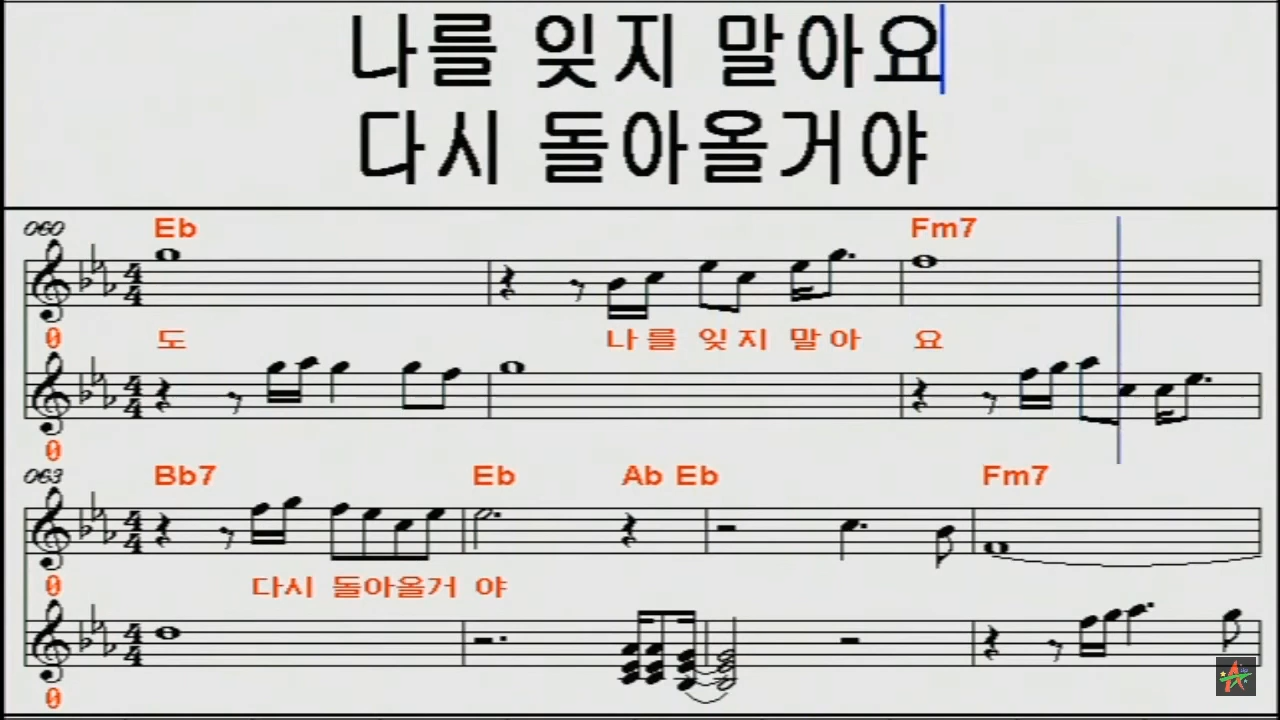 나를 잊지 말아요
다시 돌아올거야
060 Eb Fm7
0 도 나를 잊지 말아 요
0
063 Bb7 Eb Ab Eb Fm7
0 다시 돌아올거 야
0